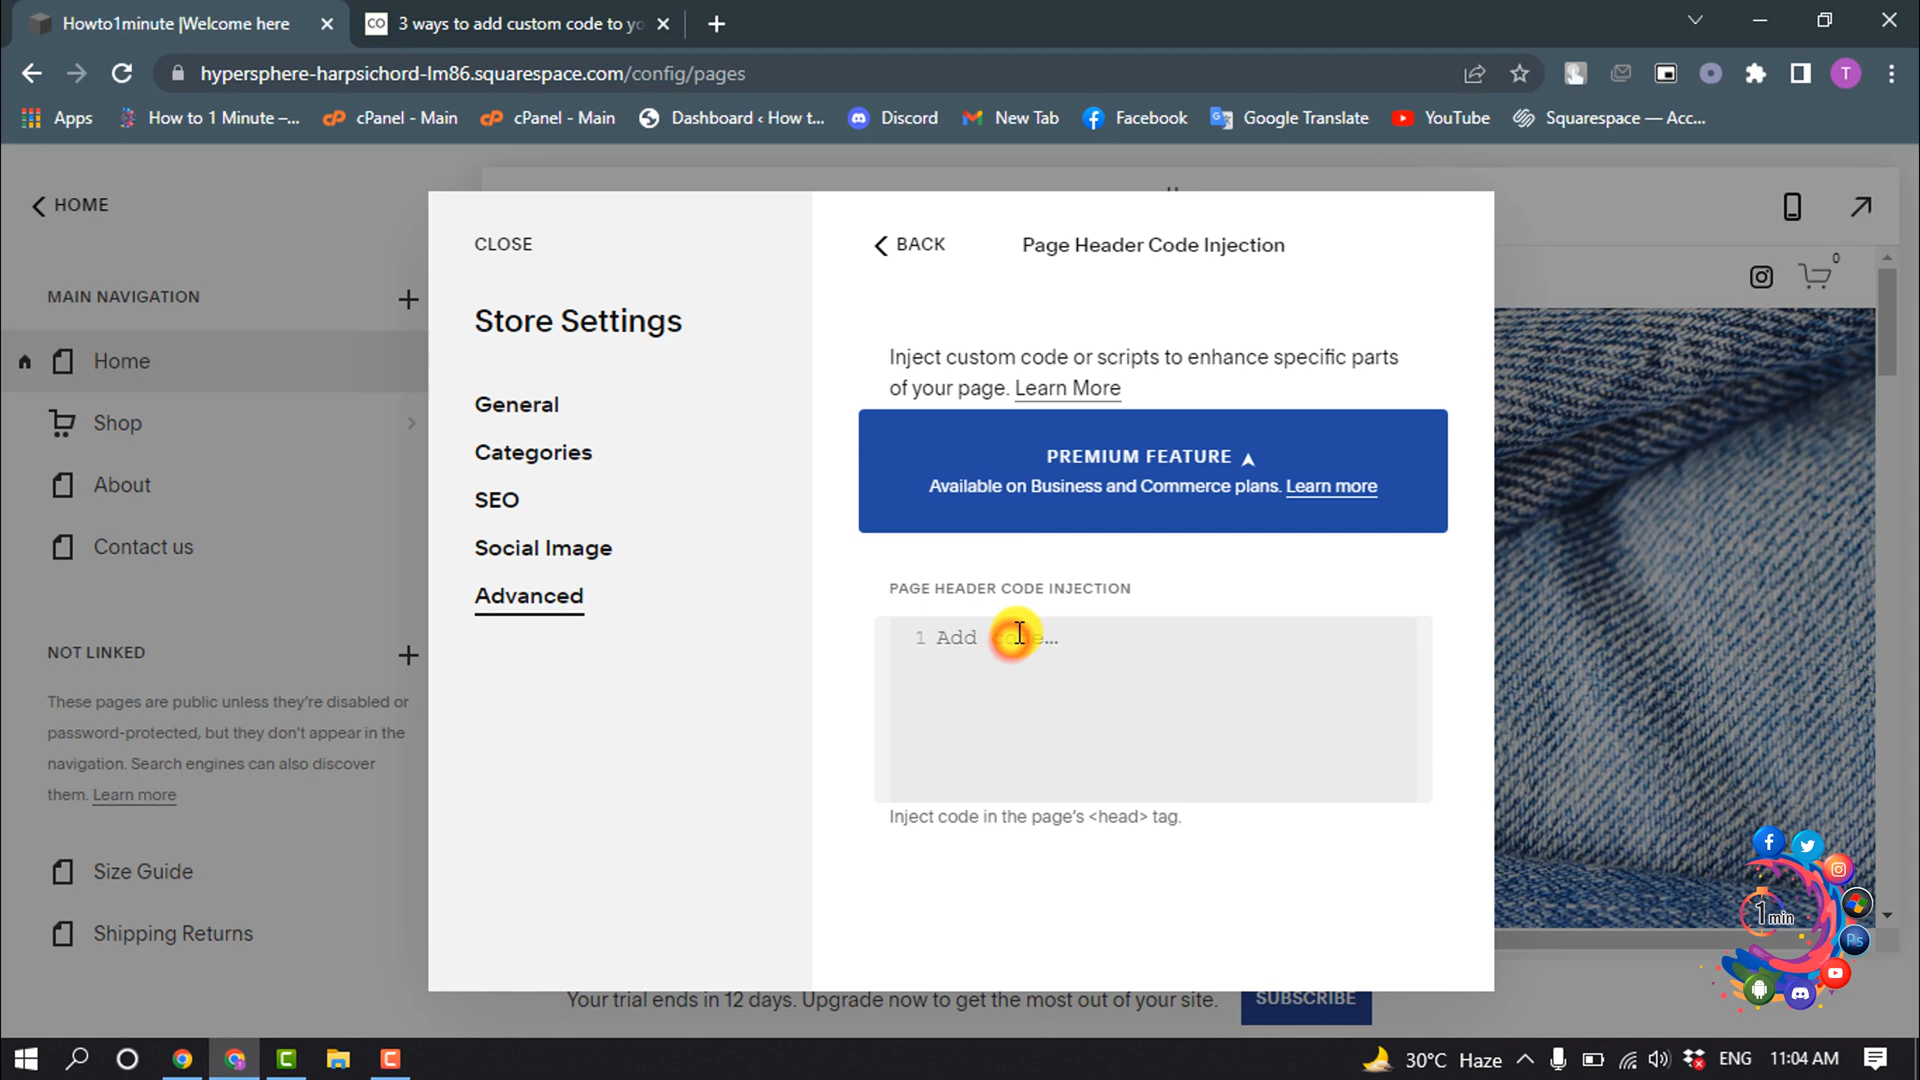 Howto1minute |Welcome here
CO 3 ways to add custom code to yo
hypersphere-harpsichord-lm86.squarespace.com/config/pages
T
Apps
How to 1 Minute –...
cPanel - Main
cPanel - Main
Dashboard ‹ How t...
Discord
New Tab
Facebook
Google Translate
YouTube
Squarespace — Acc...
HOME
MAIN NAVIGATION
Home
Shop
About
Contact us
NOT LINKED
These pages are public unless they're disabled or
password-protected, but they don't appear in the
navigation. Search engines can also discover
them. Learn more
Size Guide
Shipping Returns
CLOSE
Store Settings
General
Categories
SEO
Social Image
Advanced
BACK
Page Header Code Injection
Inject custom code or scripts to enhance specific parts
of your page. Learn More
PREMIUM FEATURE
Available on Business and Commerce plans. Learn more
PAGE HEADER CODE INJECTION
1 Add code...
Inject code in the page's <head> tag.
0
Your trial ends in 12 days. Upgrade now to get the most out of your site.
SUBSCRIBE
1 min
Ps
30°C Haze
ENG
11:04 AM